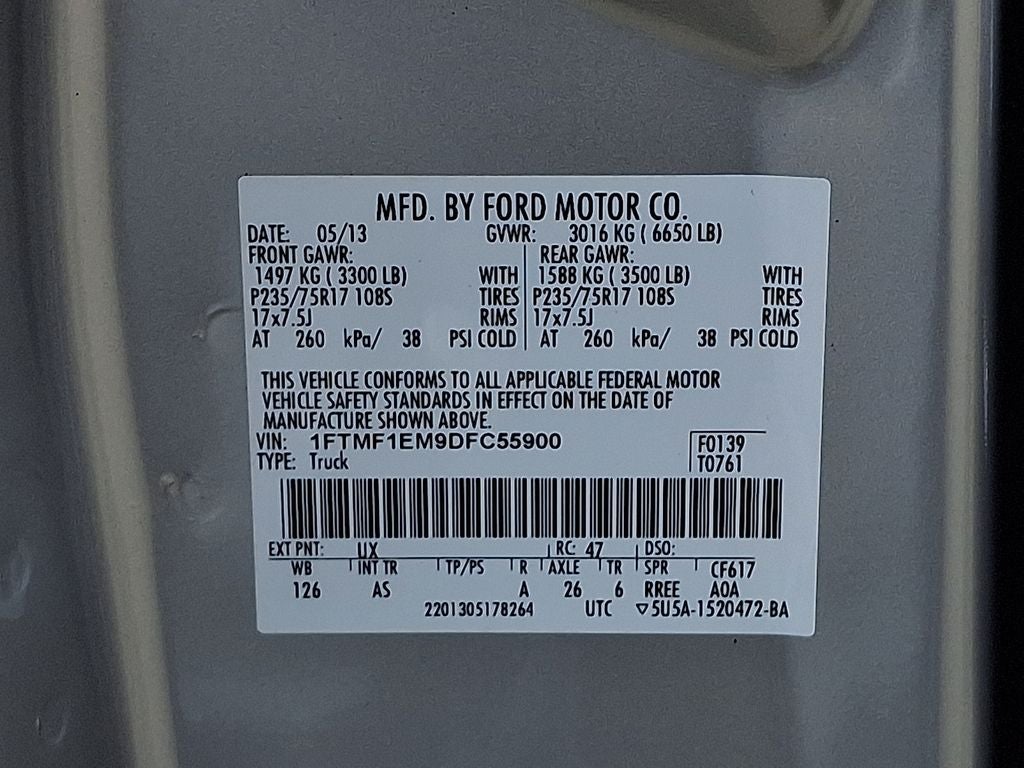 MFD. BY FORD MOTOR CO.
DATE: 05/13 GVWR: 3016 KG ( 6650 LB)
FRONT GAWR: REAR GAWR:
1497 KG ( 3300 LB) WITH 1588 KG ( 3500 LB) WITH
P235/75R17 108S TIRES P235/75R17 108S TIRES
17x7.5J RIMS 17x7.5J RIMS
AT 260 kPa/ 38 PSI COLD AT 260 kPa/ 38 PSI COLD
THIS VEHICLE CONFORMS TO ALL APPLICABLE FEDERAL MOTOR
VEHICLE SAFETY STANDARDS IN EFFECT ON THE DATE OF
MANUFACTURE SHOWN ABOVE.
VIN: 1FTMF1EM9DFC55900 F0139
TYPE: Truck T0761
EXT PNT: UX RC: 47 DSO:
WB INT TR TP/PS R AXLE TR SPR CF617
126 AS A 26 6 RREE AOA
2201305178264 UTC ▽5U5A-1520472-BA